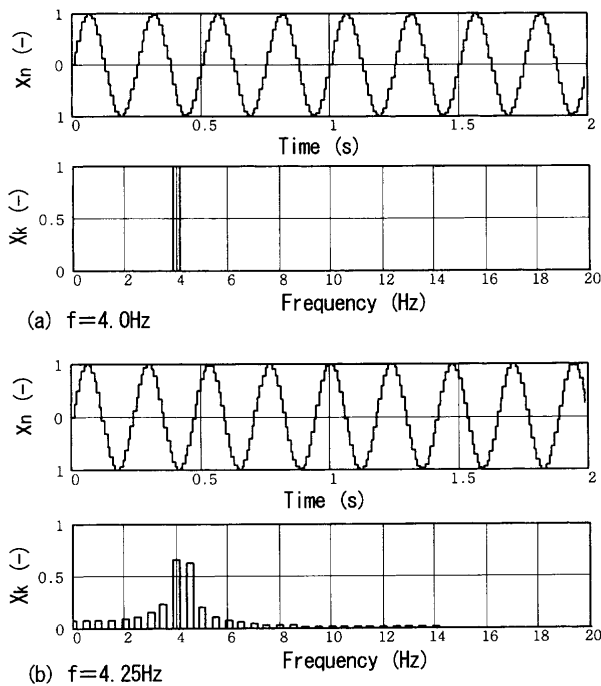 Xn (-)
1
0
1
0 0.5 1 1.5 2
Time (s)
Xk (-)
1
0.5
0
0 2 4 6 8 10 12 14 16 18 20
Frequency (Hz)
(a) f=4.0Hz
Xn (-)
1
0
1
0 0.5 1 1.5 2
Time (s)
Xk (-)
1
0.5
0
0 2 4 6 8 10 12 14 16 18 20
Frequency (Hz)
(b) f=4.25Hz